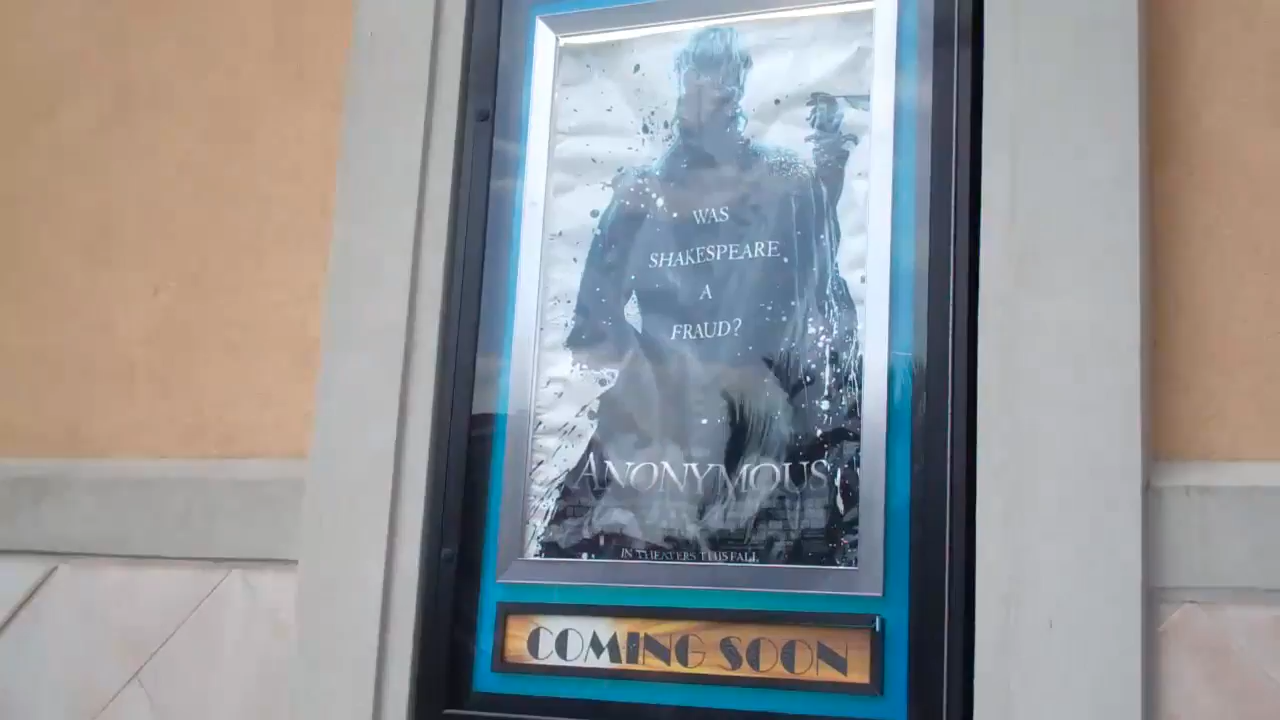 WAS
SHAKESPEARE
A
FRAUD?
ANONYMOUS
IN THEATERS THIS FALL
COMING SOON